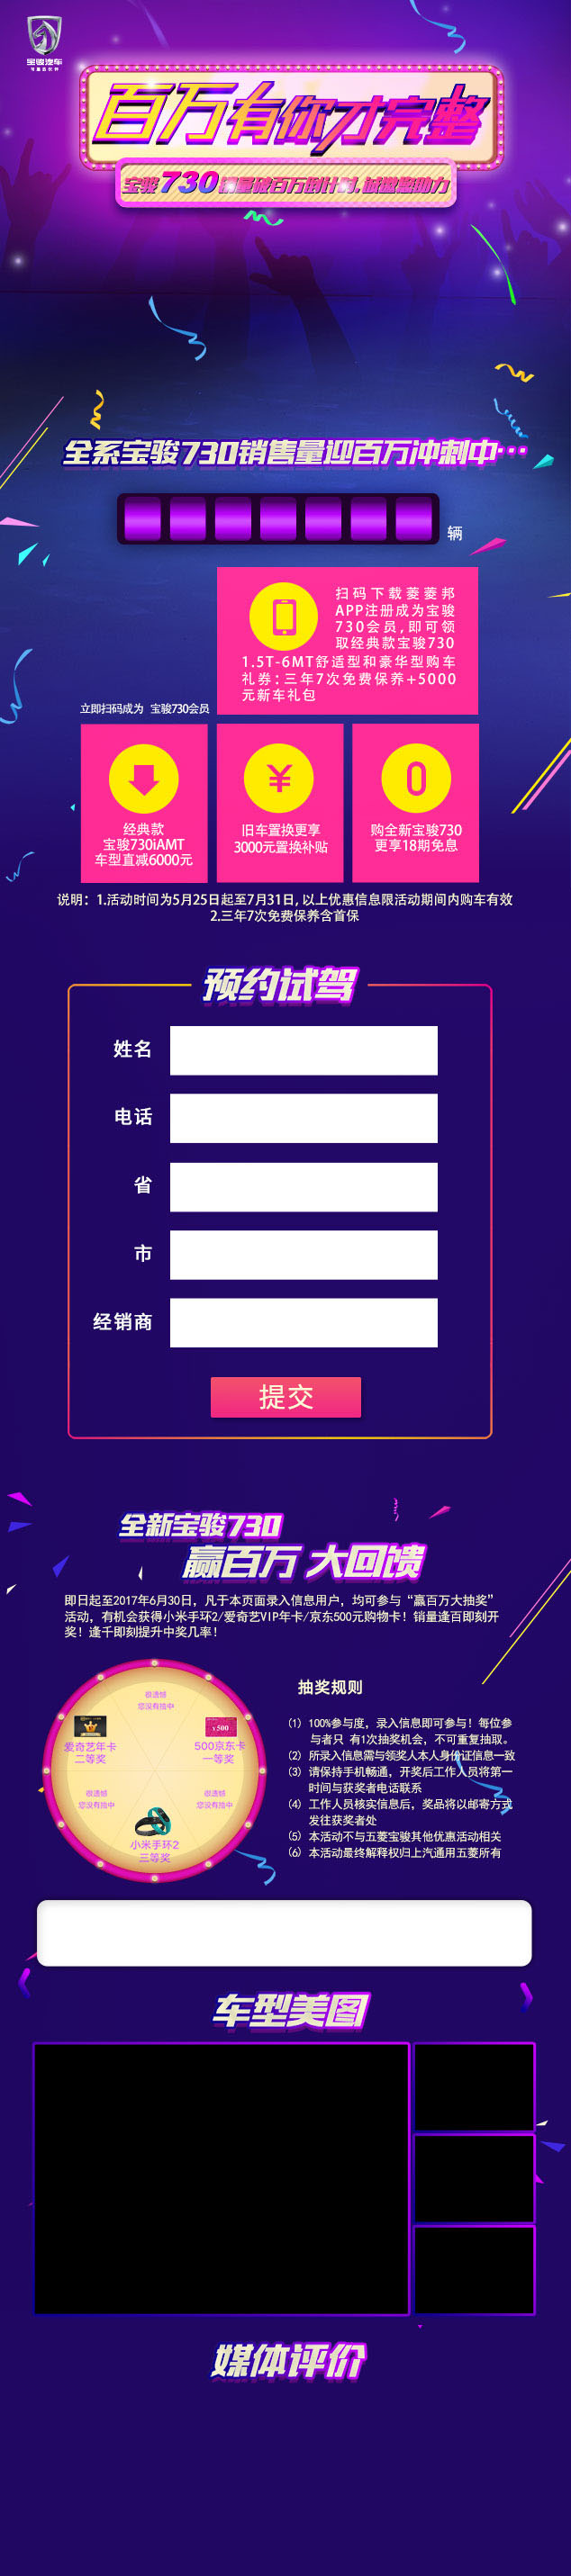 宝骏汽车
可靠的伙伴
百万有你才完整
宝骏730销量破百万倒计时,诚邀您助力
全系宝骏730销售量迎百万冲刺中…
辆
扫码下载菱菱邦
APP注册成为宝骏
730会员,即可领
取经典款宝骏730
1.5T-6MT舒适型和豪华型购车
礼券:三年7次免费保养+5000
元新车礼包
立即扫码成为 宝骏730会员
经典款
宝骏730iAMT
车型直减6000元
¥
旧车置换更享
3000元置换补贴
0
购全新宝骏730
更享18期免息
说明：1.活动时间为5月25日起至7月31日, 以上优惠信息限活动期间内购车有效
2.三年7次免费保养含首保
预约试驾
姓名
电话
省
市
经销商
提交
全新宝骏730
赢百万 大回馈
即日起至2017年6月30日，凡于本页面录入信息用户，均可参与“赢百万大抽奖”
活动，有机会获得小米手环2/爱奇艺VIP年卡/京东500元购物卡！销量逢百即刻开
奖！逢千即刻提升中奖几率！
很遗憾
您没有抽中
爱奇艺年卡
二等奖
¥500
500京东卡
一等奖
很遗憾
您没有抽中
很遗憾
您没有抽中
小米手环2
三等奖
抽奖规则
(1) 100%参与度，录入信息即可参与！每位参
与者只 有1次抽奖机会，不可重复抽取。
(2) 所录入信息需与领奖人本人身份证信息一致
(3) 请保持手机畅通，开奖后工作人员将第一
时间与获奖者电话联系
(4) 工作人员核实信息后，奖品将以邮寄方式
发往获奖者处
(5) 本活动不与五菱宝骏其他优惠活动相关
(6) 本活动最终解释权归上汽通用五菱所有
车型美图
媒体评价